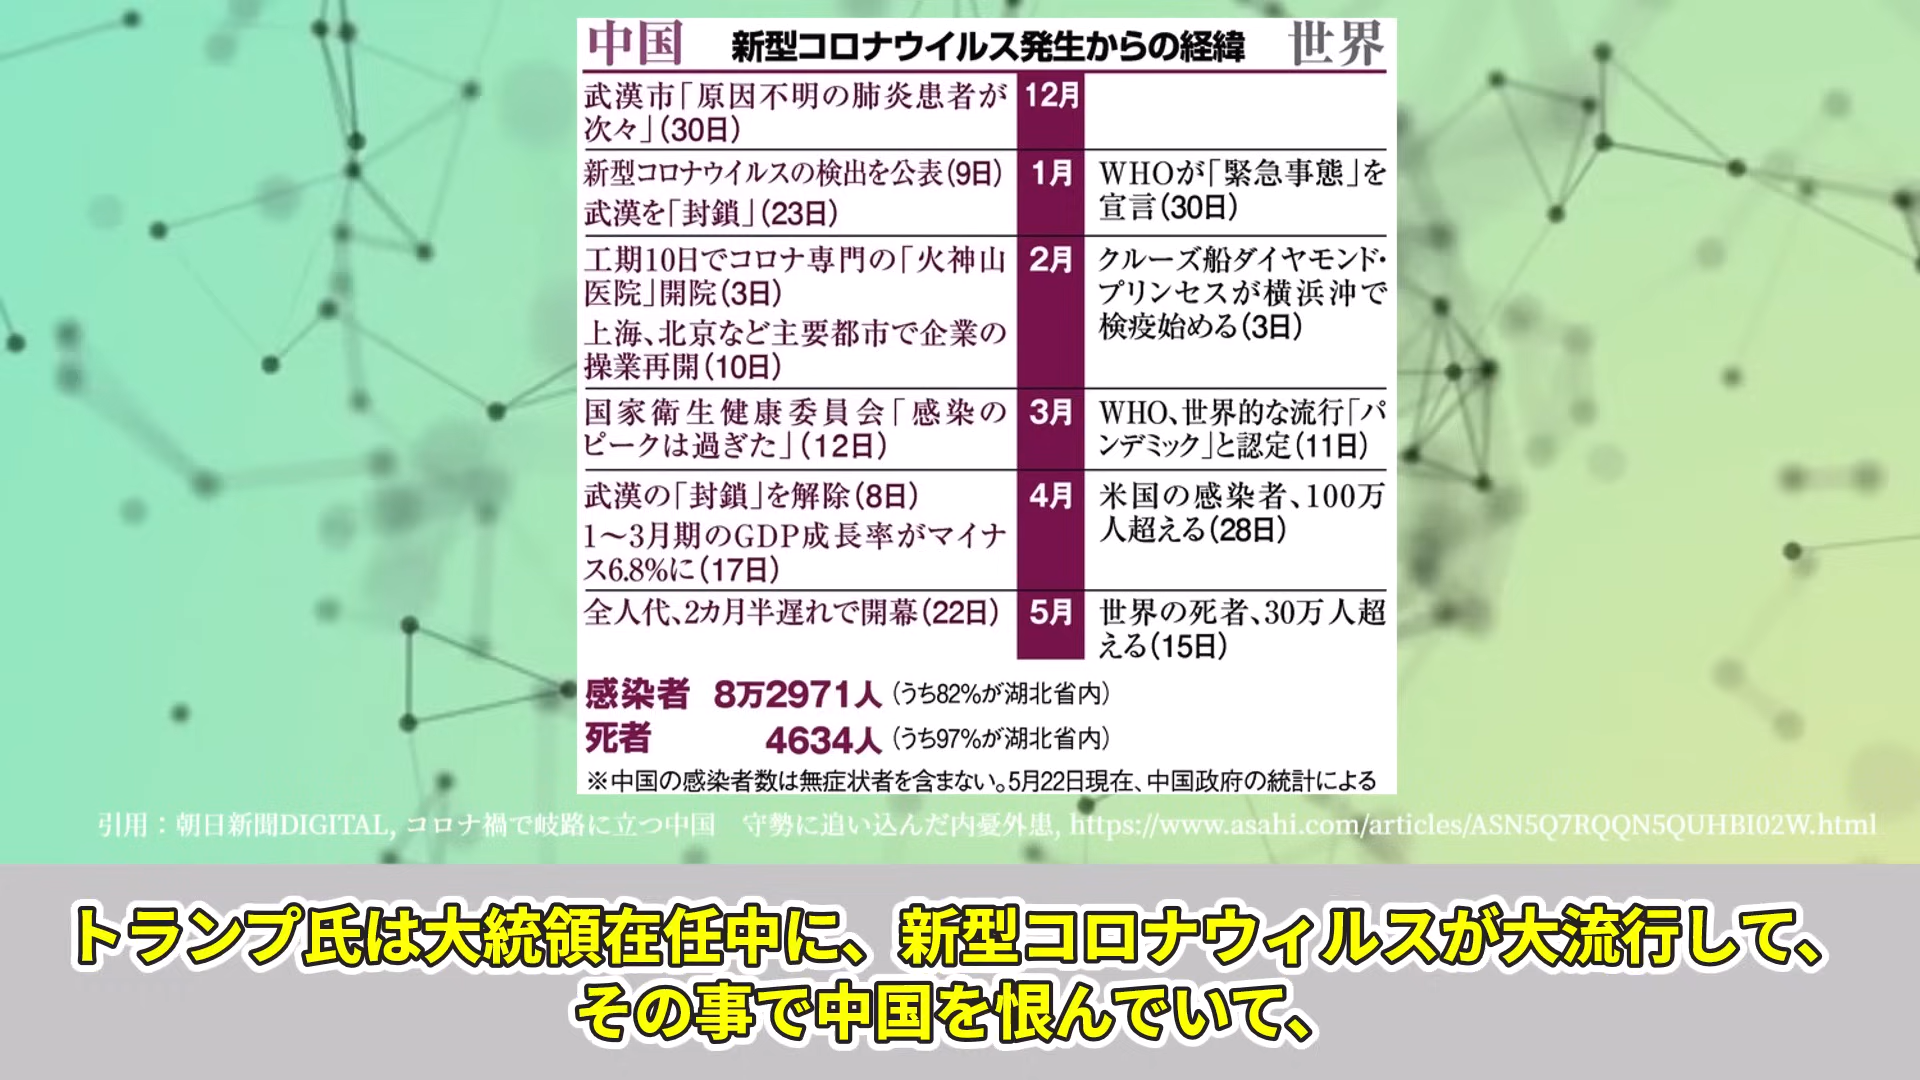 中国 新型コロナウイルス発生からの経緯 世界
武漢市「原因不明の肺炎患者が
次々」(30日)
12月
新型コロナウイルスの検出を公表(9日)
武漢を「封鎖」(23日)
1月
WHOが「緊急事態」を
宣言(30日)
工期10日でコロナ専門の「火神山
医院」開院(3日)
上海、北京など主要都市で企業の
操業再開(10日)
2月
クルーズ船ダイヤモンド・
プリンセスが横浜沖で
検疫始める(3日)
国家衛生健康委員会「感染の
ピークは過ぎた」(12日)
3月
WHO、世界的な流行「パ
ンデミック」と認定(11日)
武漢の「封鎖」を解除(8日)
1〜3月期のGDP成長率がマイナ
ス6.8%に(17日)
4月
米国の感染者、100万
人超える(28日)
全人代、2カ月半遅れで開幕(22日)
5月
世界の死者、30万人超
える(15日)
感染者 8万2971人(うち82%が湖北省内)
死者 4634人(うち97%が湖北省内)
※中国の感染者数は無症状者を含まない。5月22日現在、中国政府の統計による
引用：朝日新聞DIGITAL, コロナ禍で岐路に立つ中国　守勢に追い込んだ内憂外患, https://www.asahi.com/articles/ASN5Q7RQQN5QUHBI02W.html
トランプ氏は大統領在任中に、新型コロナウィルスが大流行して、
その事で中国を恨んでいて、